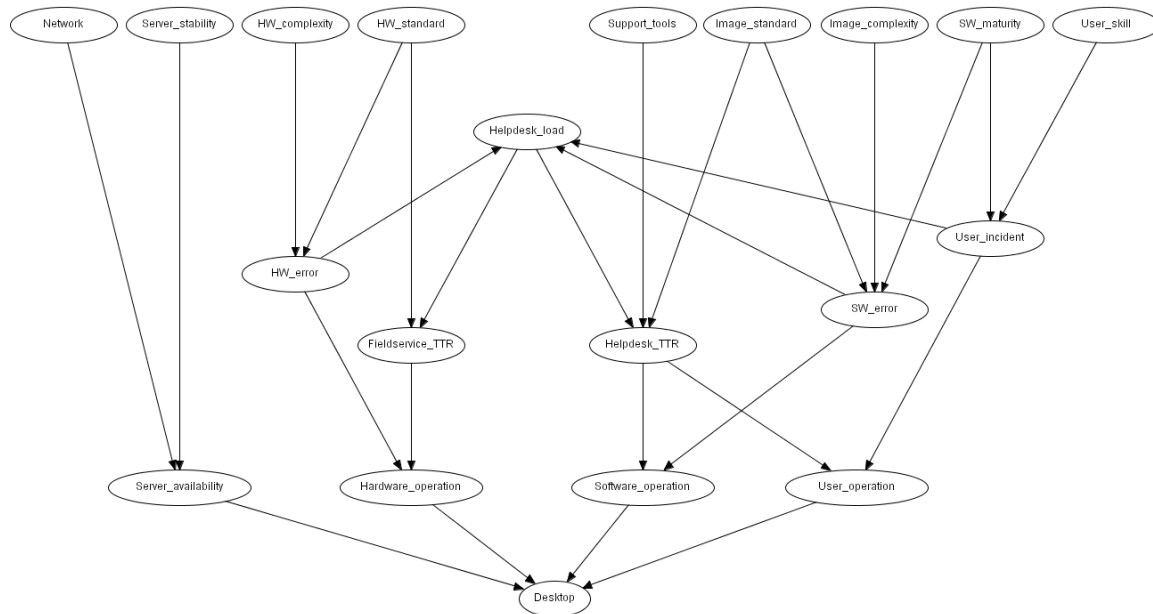 Network
Server_stability
HW_complexity
HW_standard
Support_tools
Image_standard
Image_complexity
SW_maturity
User_skill
Helpdesk_load
User_incident
HW_error
SW_error
Fieldservice_TTR
Helpdesk_TTR
Server_availability
Hardware_operation
Software_operation
User_operation
Desktop